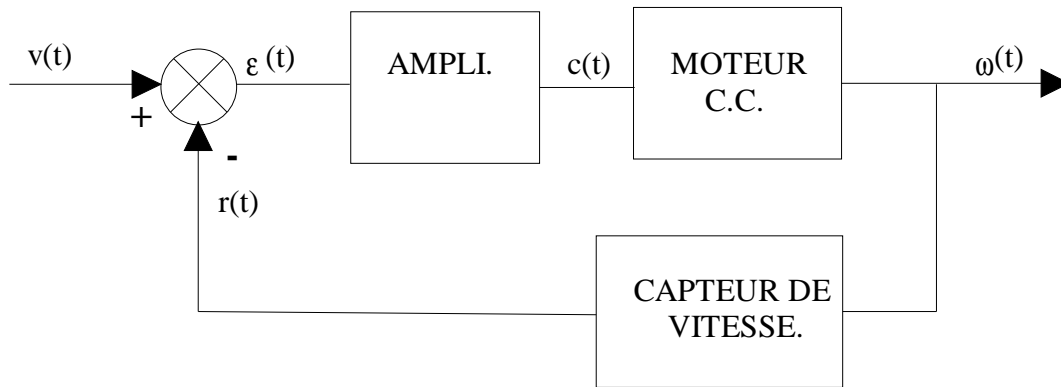 v(t)
ε (t)
AMPLI.
c(t)
MOTEUR
C.C.
ω(t)
+
-
r(t)
CAPTEUR DE
VITESSE.